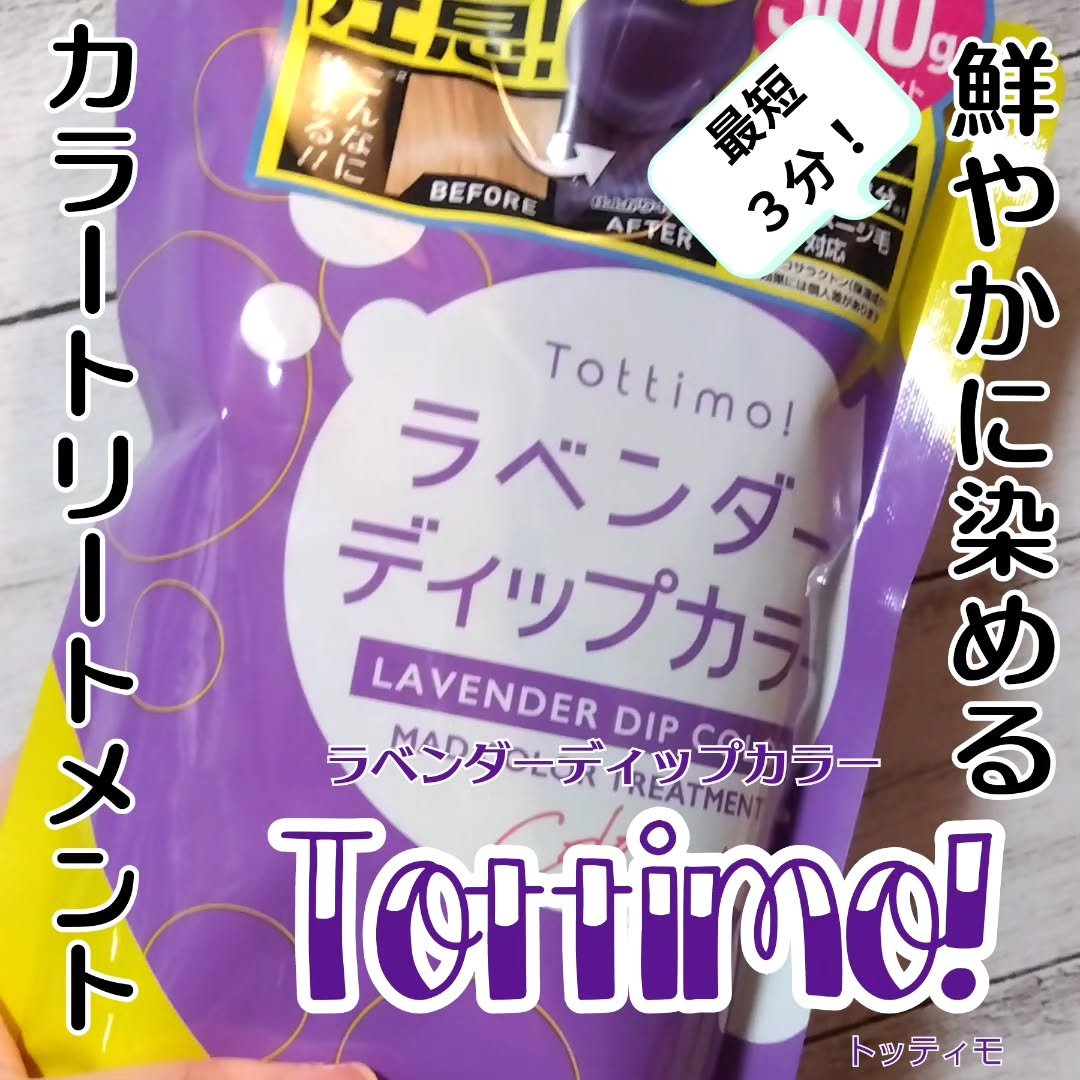 鮮やかに染める
カラートリートメント
最短
3分!
注意!
こんなに
BEFORE
AFTER
対応
Tottimo!
ラベンダー
ディップカラー
LAVENDER DIP
TREATMENT
ラベンダーディップカラー
Tottimo!
トッティモ